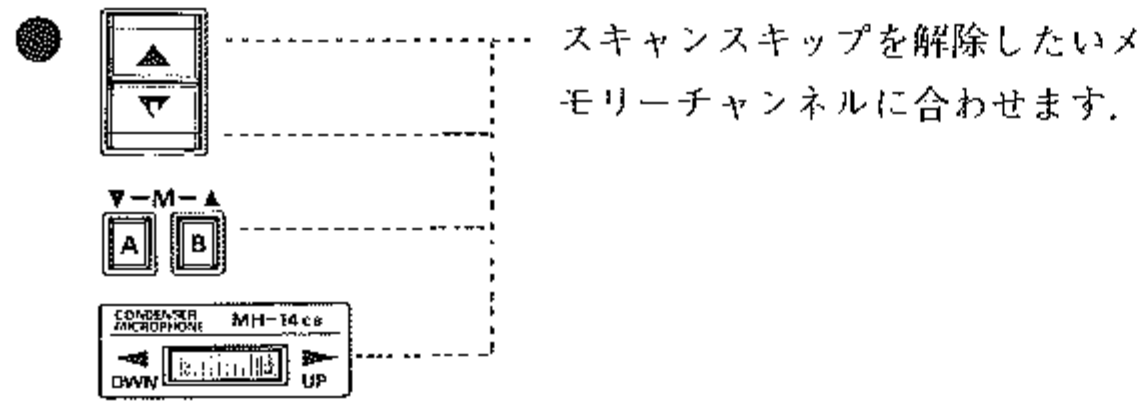 スキャンスキップを解除したいメ
モリーチャンネルに合わせます.
▼-M-▲
A B
CONDENSER
MICROPHONE
MH-14
DWN UP